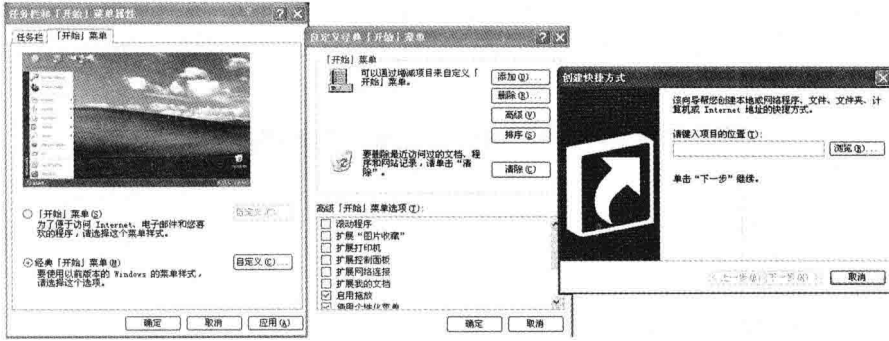 任务栏和「开始」菜单属性
任务栏 「开始」菜单
「开始」菜单(S)
为了便于访问 Internet、电子邮件和您喜
欢的程序，请选择这个菜单样式。
自定义(C)...
经典「开始」菜单(M)
要使用以前版本的 Windows 的菜单样式，
请选择这个选项。
自定义(C)...
确定 取消 应用(A)
自定义经典「开始」菜单
「开始」菜单
可以通过增减项目来自定义「
开始」菜单。
添加(D)...
删除(R)...
高级(V)
排序(S)
要删除最近访问过的文档、程
序和网站记录，请单击“清
除”。
清除(C)
高级「开始」菜单选项(T):
滚动程序
扩展“图片收藏”
扩展打印机
扩展控制面板
扩展网络连接
扩展我的文档
启用拖放
使用个性化菜单
确定 取消
创建快捷方式
该向导帮您创建本地或网络程序、文件、文件夹、计
算机或 Internet 地址的快捷方式。
请键入项目的位置(T):
浏览(R)...
单击“下一步”继续。
<上一步(B) 下一步(N)> 取消